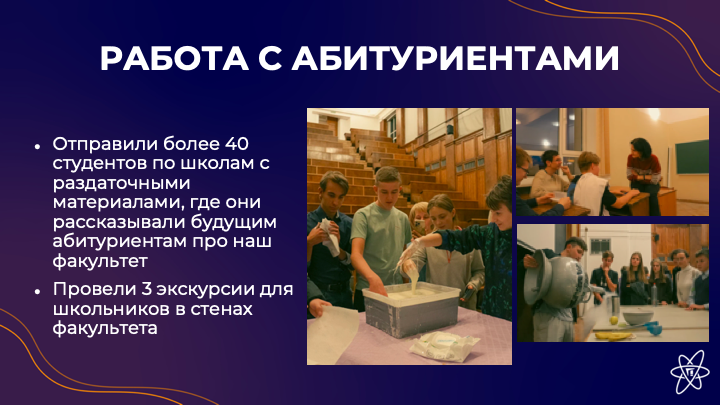 РАБОТА С АБИТУРИЕНТАМИ
• Отправили более 40
студентов по школам с
раздаточными
материалами, где они
рассказывали будущим
абитуриентам про наш
факультет
• Провели 3 экскурсии для
школьников в стенах
факультета